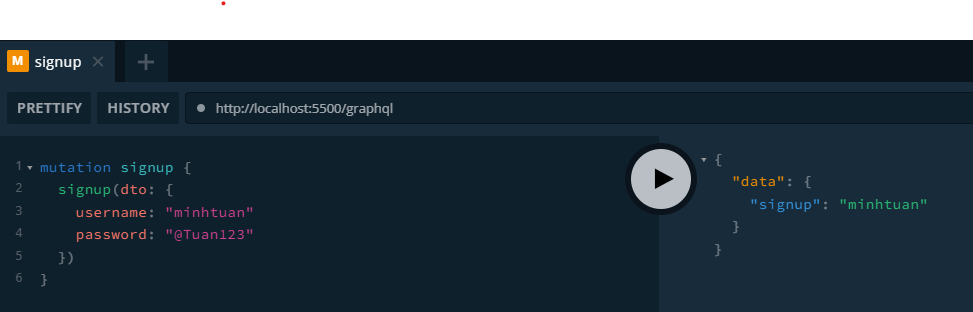 M signup ×
PRETTIFY HISTORY http://localhost:5500/graphql
1 mutation signup {
2 signup(dto: {
3 username: "minhtuan"
4 password: "@Tuan123"
5 })
6 }
{
"data": {
"signup": "minhtuan"
}
}